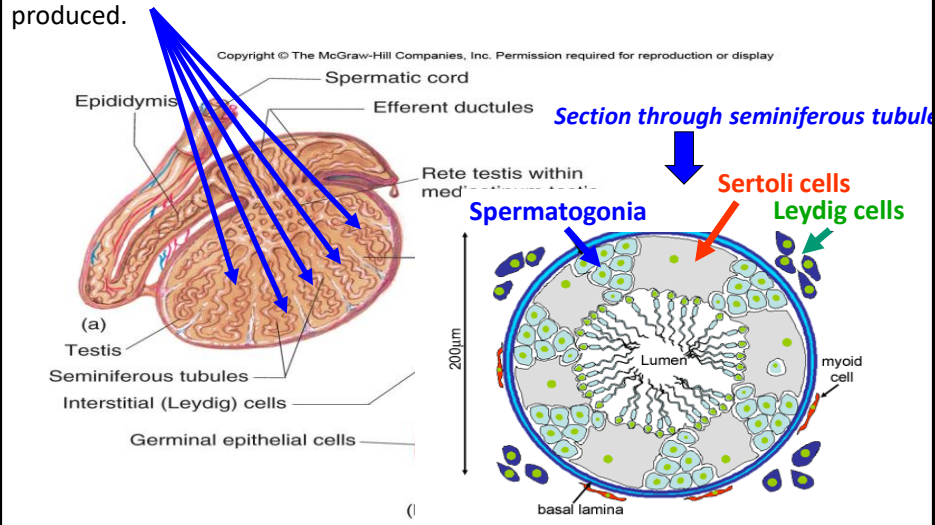 produced.
Copyright © The McGraw-Hill Companies, Inc. Permission required for reproduction or display
Spermatic cord
Epididymis
Efferent ductules
Section through seminiferous tubule
Rete testis within
Sertoli cells
Spermatogonia
Leydig cells
(a)
Testis
Seminiferous tubules
Interstitial (Leydig) cells
Germinal epithelial cells
200µm
Lumen
myoid
cell
basal lamina